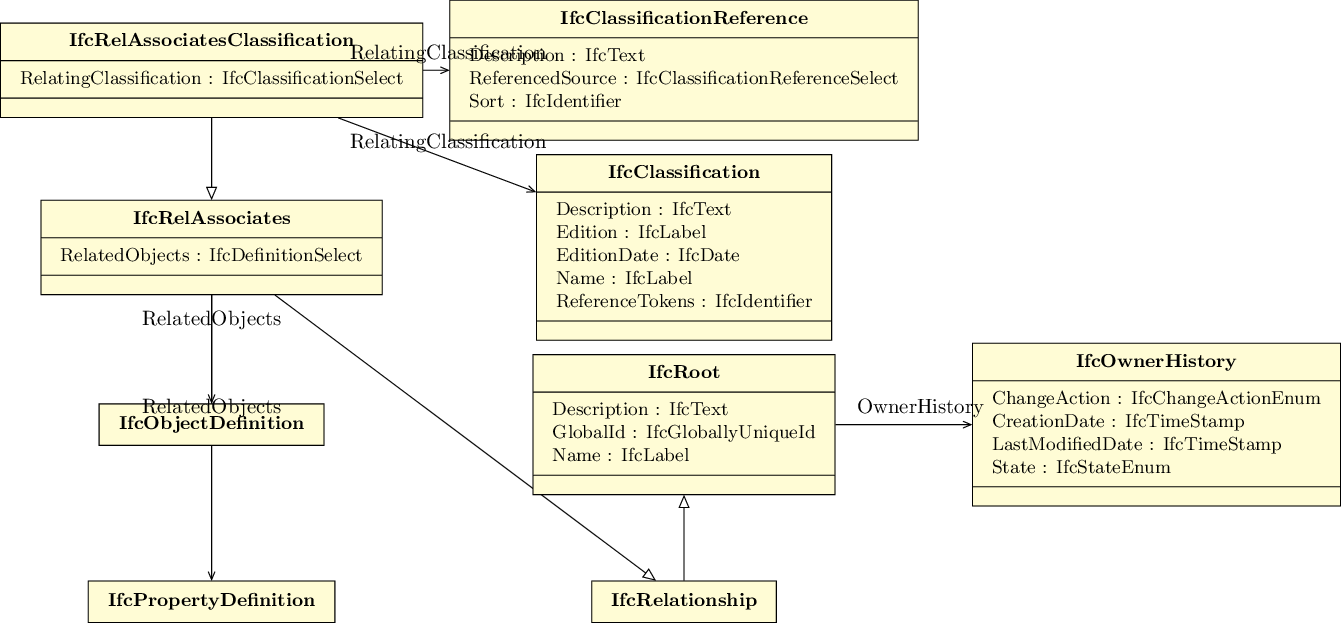 IfcRelAssociatesClassification
RelatingClassification : IfcClassificationSelect
RelatingClassification
IfcClassificationReference
Description : IfcText
ReferencedSource : IfcClassificationReferenceSelect
Sort : IfcIdentifier
RelatingClassification
IfcClassification
Description : IfcText
Edition : IfcLabel
EditionDate : IfcDate
Name : IfcLabel
ReferenceTokens : IfcIdentifier
IfcRelAssociates
RelatedObjects : IfcDefinitionSelect
RelatedObjects
RelatedObjects
IfcObjectDefinition
IfcRoot
Description : IfcText
GlobalId : IfcGloballyUniqueId
Name : IfcLabel
OwnerHistory
IfcOwnerHistory
ChangeAction : IfcChangeActionEnum
CreationDate : IfcTimeStamp
LastModifiedDate : IfcTimeStamp
State : IfcStateEnum
IfcPropertyDefinition
IfcRelationship